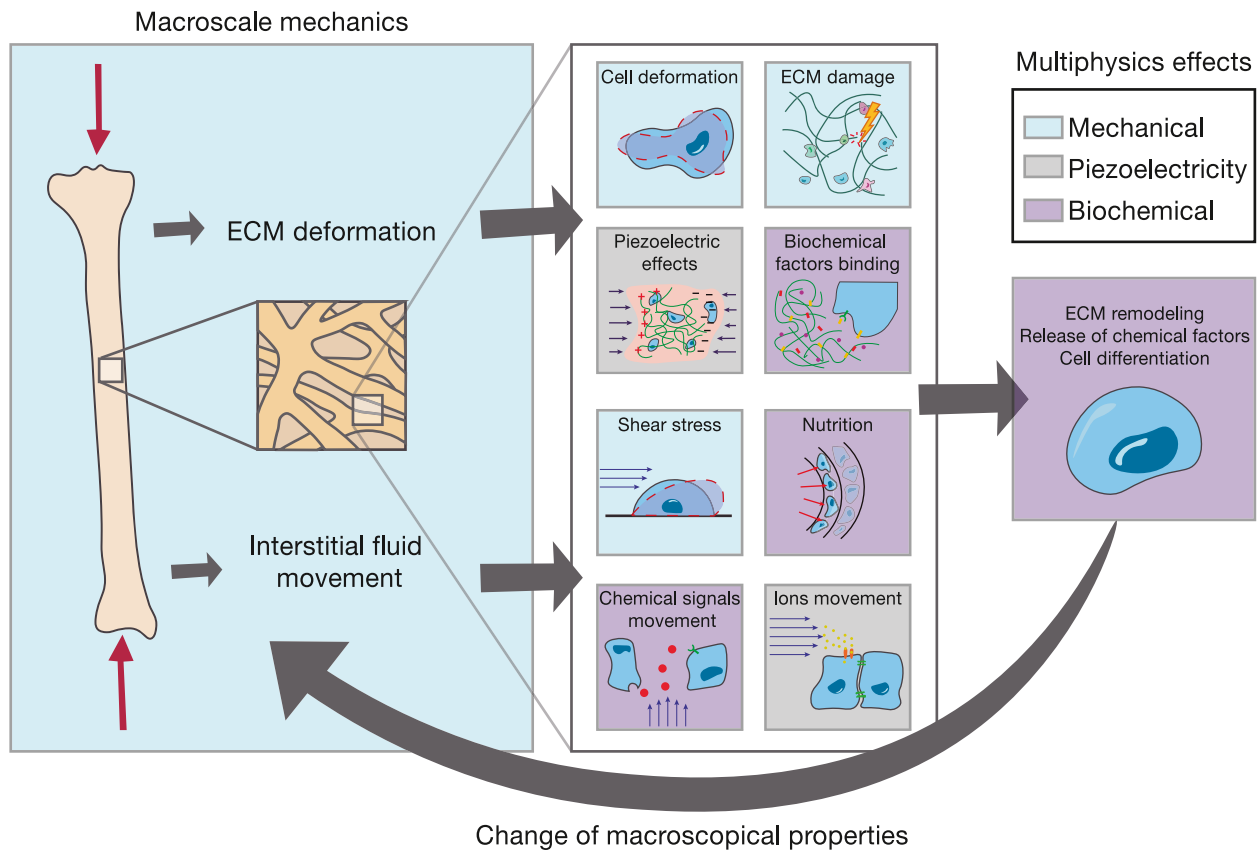 Macroscale mechanics
ECM deformation
Interstitial fluid
movement
Cell deformation
ECM damage
Piezoelectric
effects
Biochemical
factors binding
Shear stress
Nutrition
Chemical signals
movement
Ions movement
Multiphysics effects
Mechanical
Piezoelectricity
Biochemical
ECM remodeling
Release of chemical factors
Cell differentiation
Change of macroscopical properties